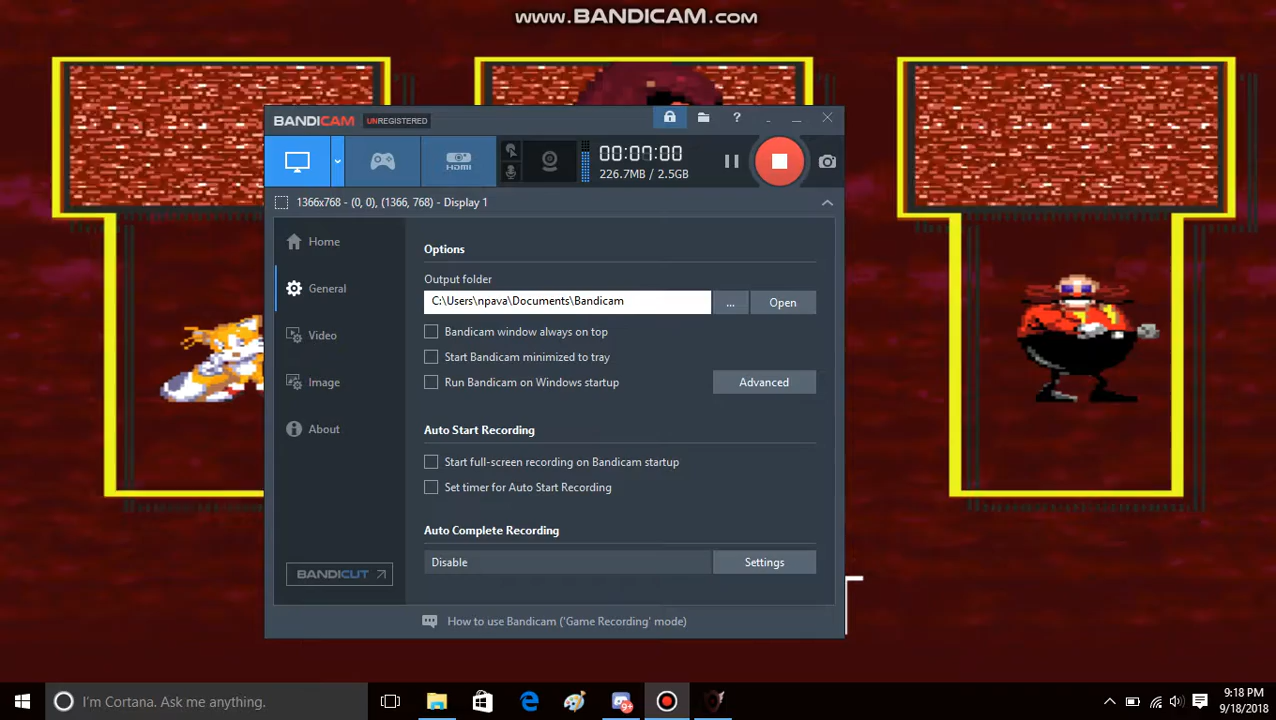 www.BANDICAM.com
BANDICAM UNREGISTERED
?
HDMI
00:07:00
226.7MB / 2.5GB
1366x768 - (0, 0), (1366, 768) - Display 1
Home
General
Video
Image
About
BANDICUT
Options
Output folder
C:\Users\npava\Documents\Bandicam
...
Open
Bandicam window always on top
Start Bandicam minimized to tray
Run Bandicam on Windows startup
Advanced
Auto Start Recording
Start full-screen recording on Bandicam startup
Set timer for Auto Start Recording
Auto Complete Recording
Disable
Settings
How to use Bandicam ('Game Recording' mode)
I'm Cortana. Ask me anything.
9+
9:18 PM
9/18/2018